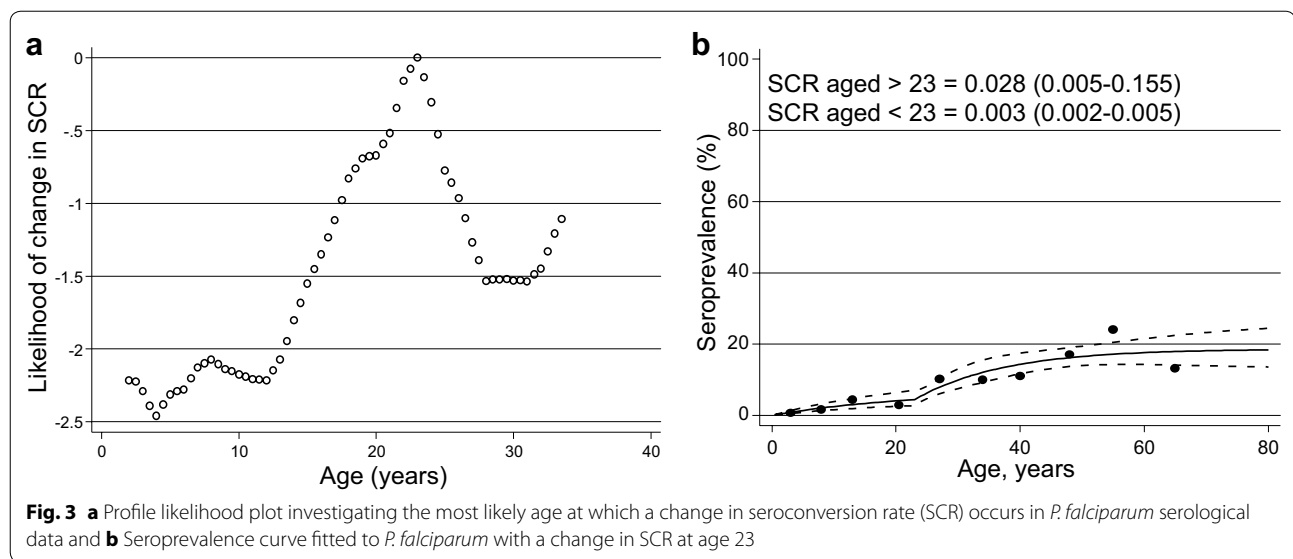 a
Likelihood of change in SCR
0
-.5
-1
-1.5
-2
-2.5
0 10 20 30 40
Age (years)
b
SCR aged > 23 = 0.028 (0.005-0.155)
SCR aged < 23 = 0.003 (0.002-0.005)
Seroprevalence (%)
100
80
60
40
20
0
0 20 40 60 80
Age, years
Fig. 3 a Profile likelihood plot investigating the most likely age at which a change in seroconversion rate (SCR) occurs in P. falciparum serological
data and b Seroprevalence curve fitted to P. falciparum with a change in SCR at age 23